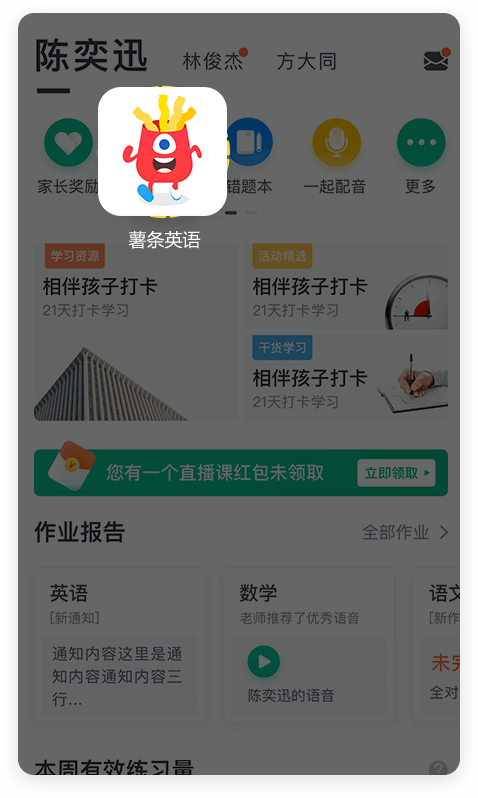 陈奕迅 林俊杰 方大同
家长奖励 错题本 一起配音 更多
薯条英语
学习资源
相伴孩子打卡
21天打卡学习
活动精选
相伴孩子打卡
21天打卡学习
干货学习
相伴孩子打卡
21天打卡学习
您有一个直播课红包未领取 立即领取
作业报告 全部作业
英语
[新通知]
通知内容这里是通
知内容通知内容三
行...
数学
老师推荐了优秀语音
陈奕迅的语音
语文
[新作
未完
全对
本周有效练习量 ?